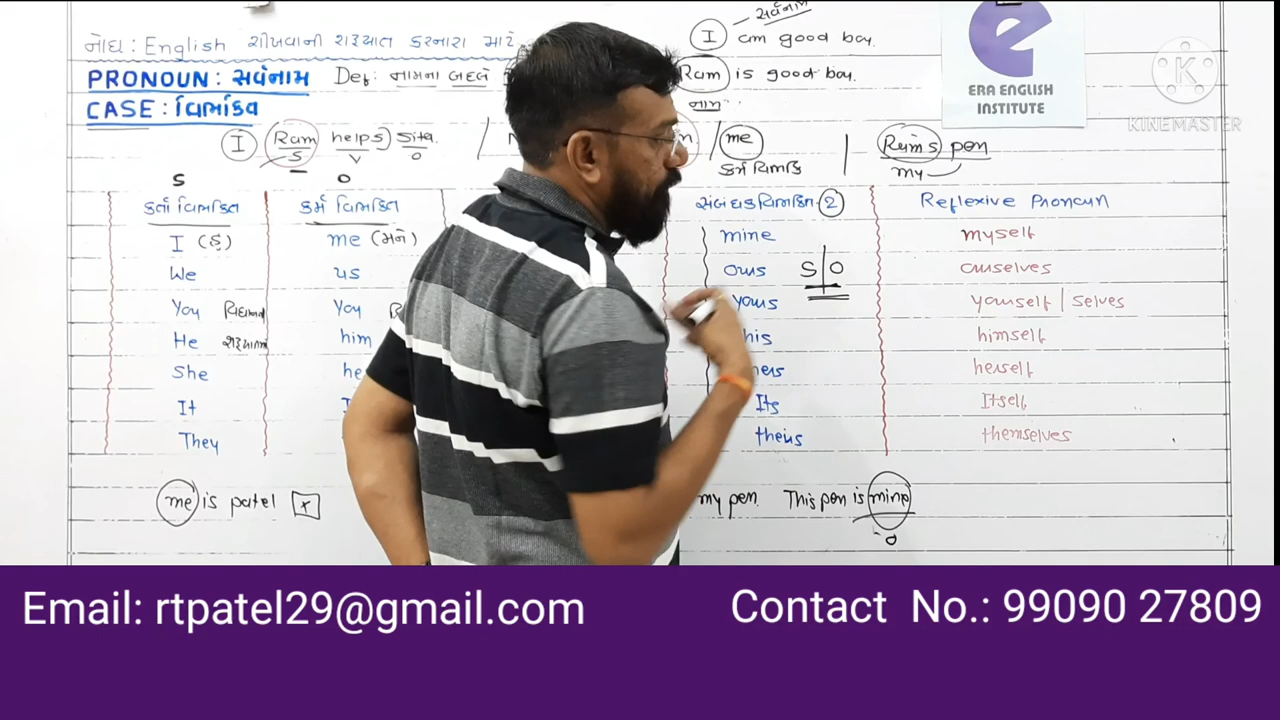 નોંધ: English શીખવાની શરૂઆત કરનારા માટે.
સર્વનામ
I am good boy.
PRONOUN: સર્વનામ Def: નામના બદલે
Ram is good boy.
નામ
CASE: વિભક્તિ
I Ram helps Sita
S V O
me
કર્મ વિભક્તિ
Ram's pen
my
S O
કર્તા વિભક્તિ કર્મ વિભક્તિ સંબંધક વિભક્તિ-૨ Reflexive Pronoun
I (હું) me (મને) mine myself
We us ours S O ourselves
You You yours yourself | selves
He him his himself
She hers herself
It Its Itself
They theirs themselves
me is patel x my pen. This pen is mine
o
e
ERA ENGLISH
INSTITUTE
K
KINEMASTER
Email: rtpatel29@gmail.com Contact No.: 99090 27809